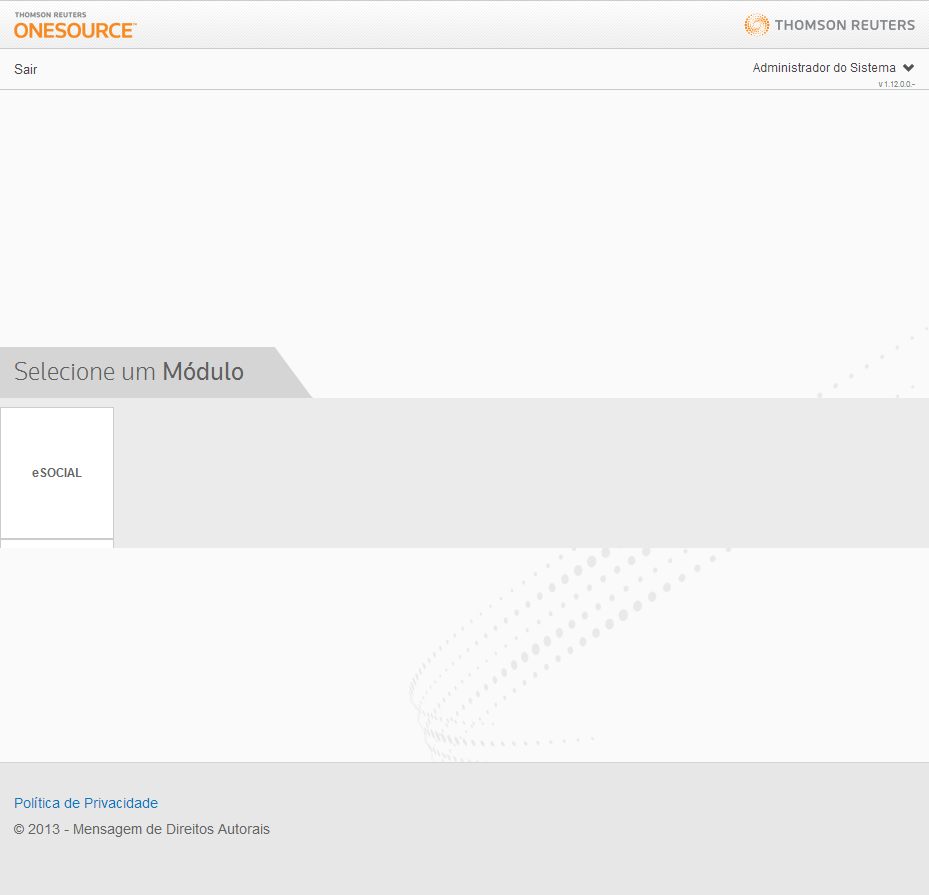 THOMSON REUTERS
ONESOURCE™
THOMSON REUTERS
Sair
Administrador do Sistema
v 1.12.0.0.-
Selecione um Módulo
eSOCIAL
Política de Privacidade
© 2013 - Mensagem de Direitos Autorais